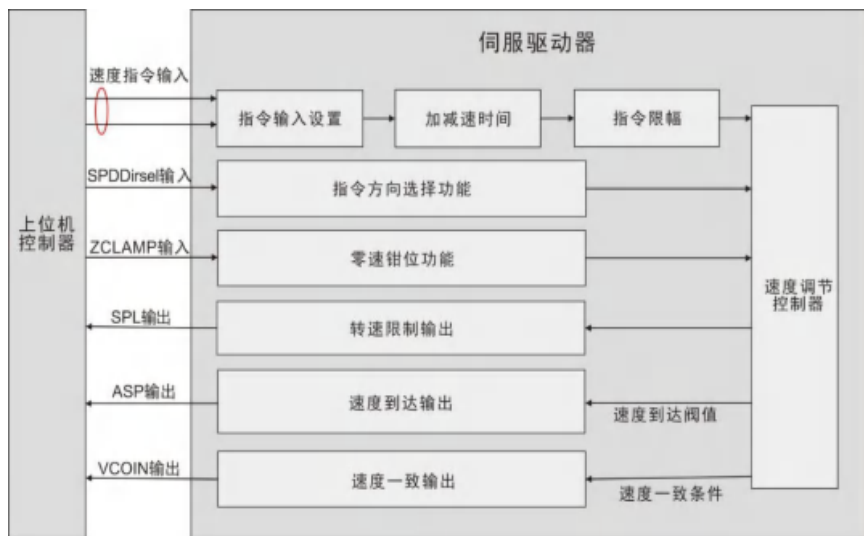 伺服驱动器
速度指令输入
指令输入设置
加减速时间
指令限幅
SPDDirsel输入
指令方向选择功能
上位机
控制器
ZCLAMP输入
零速钳位功能
速度调节
控制器
SPL输出
转速限制输出
ASP输出
速度到达输出
速度到达阀值
VCOIN输出
速度一致输出
速度一致条件